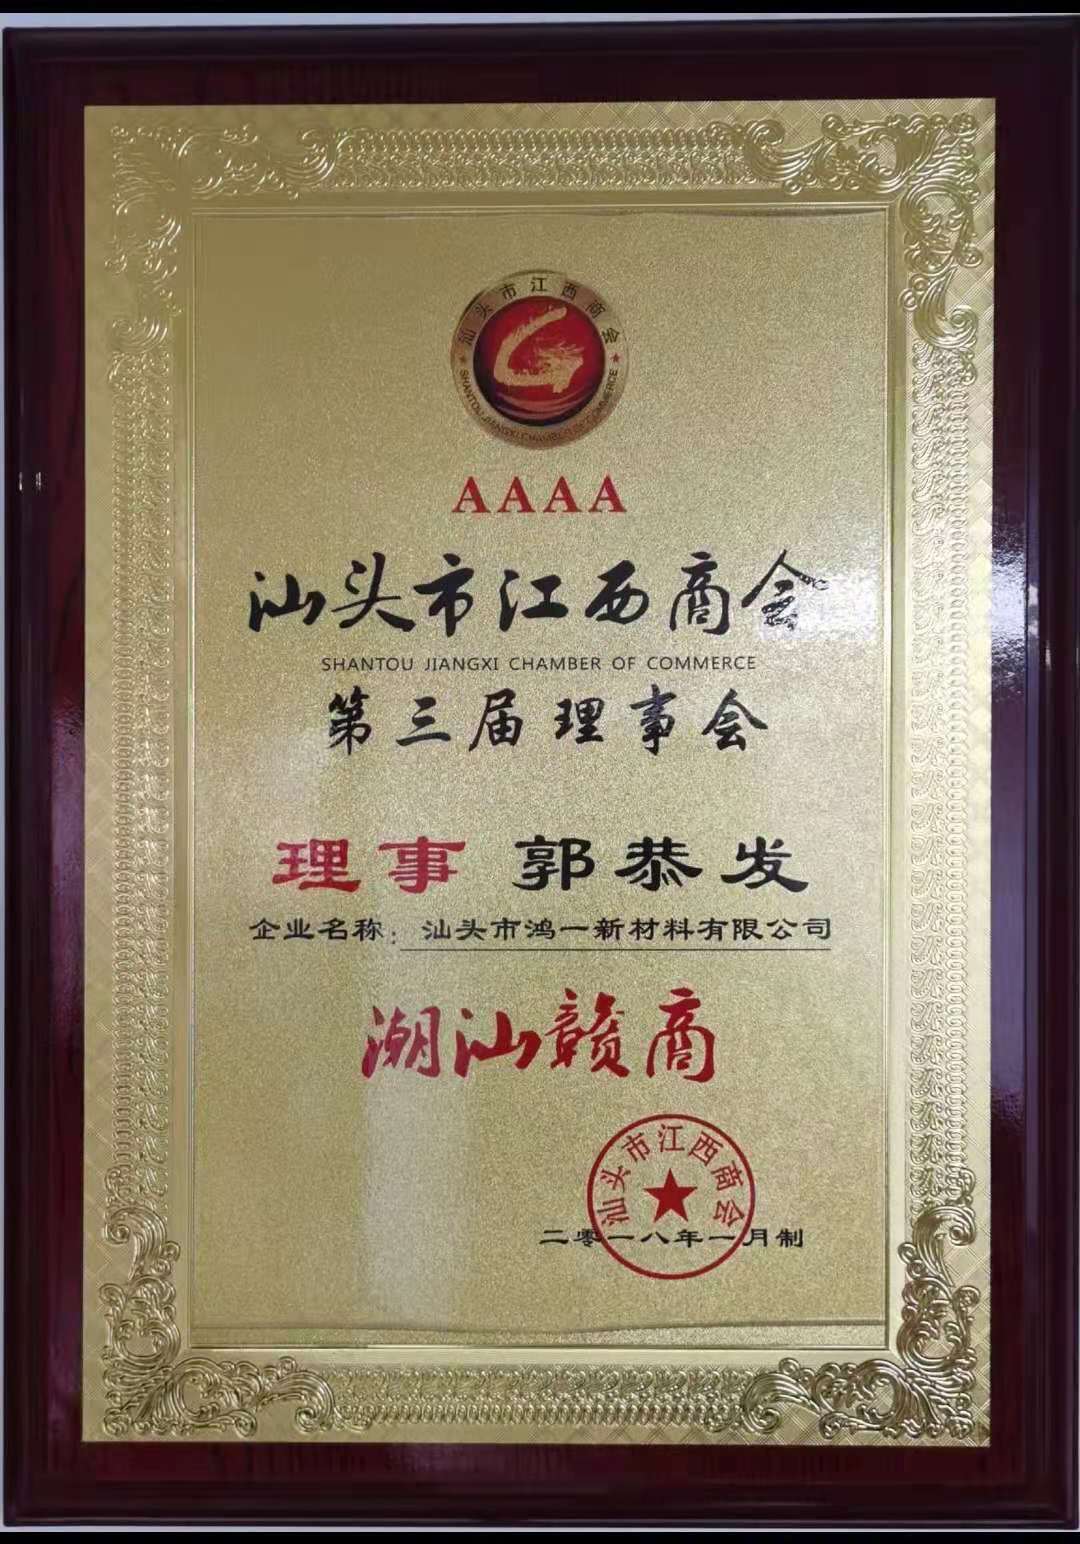 汕头市江西商会
SHANTOU JIANGXI CHAMBER OF COMMERCE
AAAA
汕头市江西商会
SHANTOU JIANGXI CHAMBER OF COMMERCE
第三届理事会
理事 郭恭发
企业名称：汕头市鸿一新材料有限公司
潮汕赣商
汕头市江西商会
二零一八年一月制